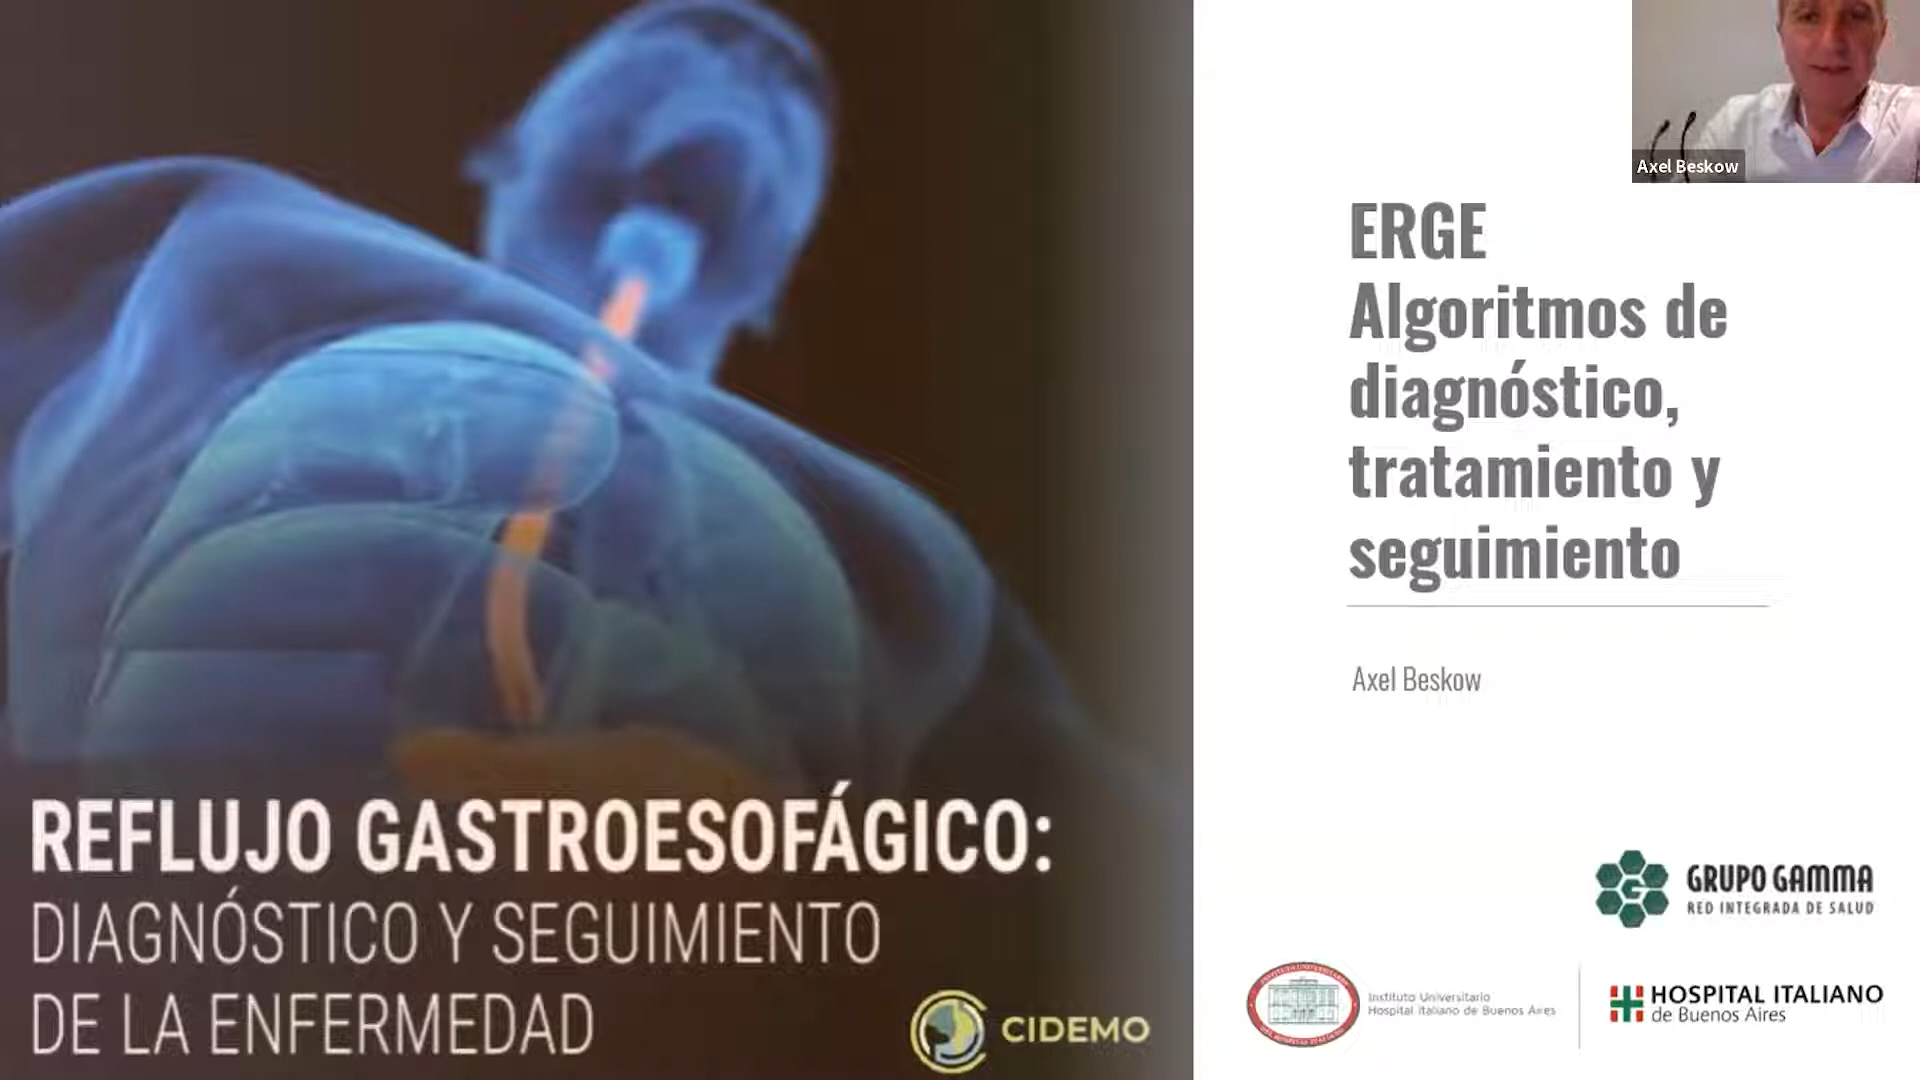 REFLUJO GASTROESOFÁGICO:
DIAGNÓSTICO Y SEGUIMIENTO
DE LA ENFERMEDAD
CIDEMO
Axel Beskow
ERGE
Algoritmos de
diagnóstico,
tratamiento y
seguimiento
Axel Beskow
GRUPO GAMMA
RED INTEGRADA DE SALUD
Instituto Universitario
Hospital Italiano de Buenos Aires
HOSPITAL ITALIANO
de Buenos Aires